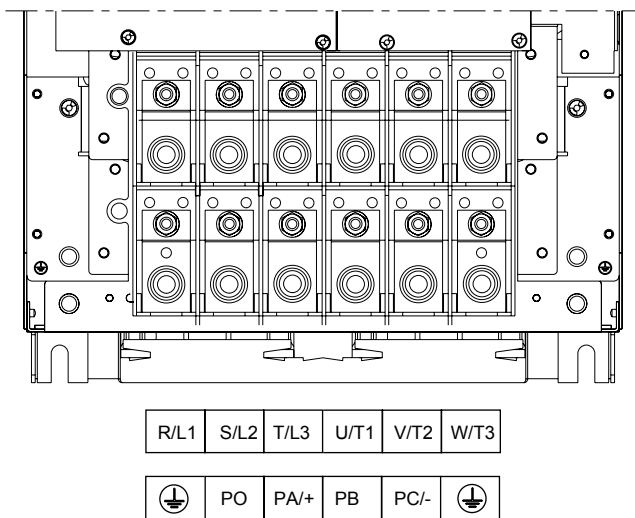 R/L1 S/L2 T/L3 U/T1 V/T2 W/T3
PO PA/+ PB PC/-